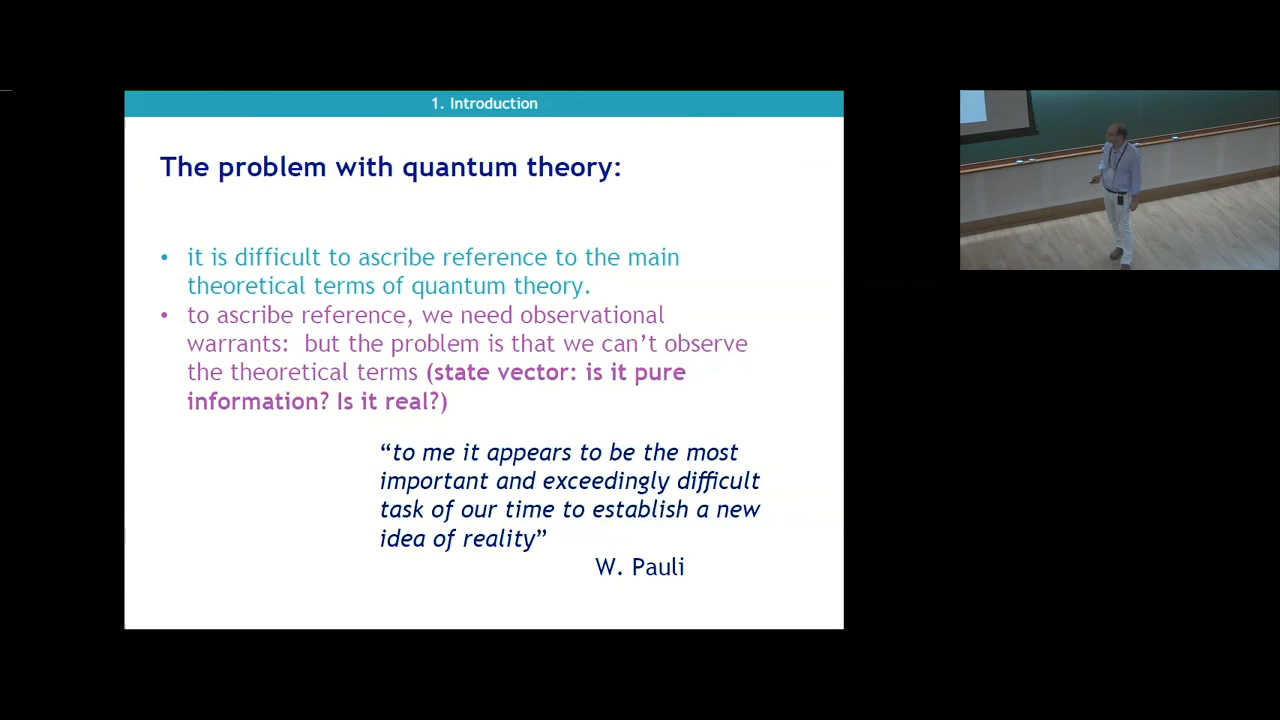 1. Introduction
The problem with quantum theory:
• it is difficult to ascribe reference to the main
theoretical terms of quantum theory.
• to ascribe reference, we need observational
warrants:  but the problem is that we can’t observe
the theoretical terms (state vector: is it pure
information? Is it real?)
“to me it appears to be the most
important and exceedingly difficult
task of our time to establish a new
idea of reality”
W. Pauli